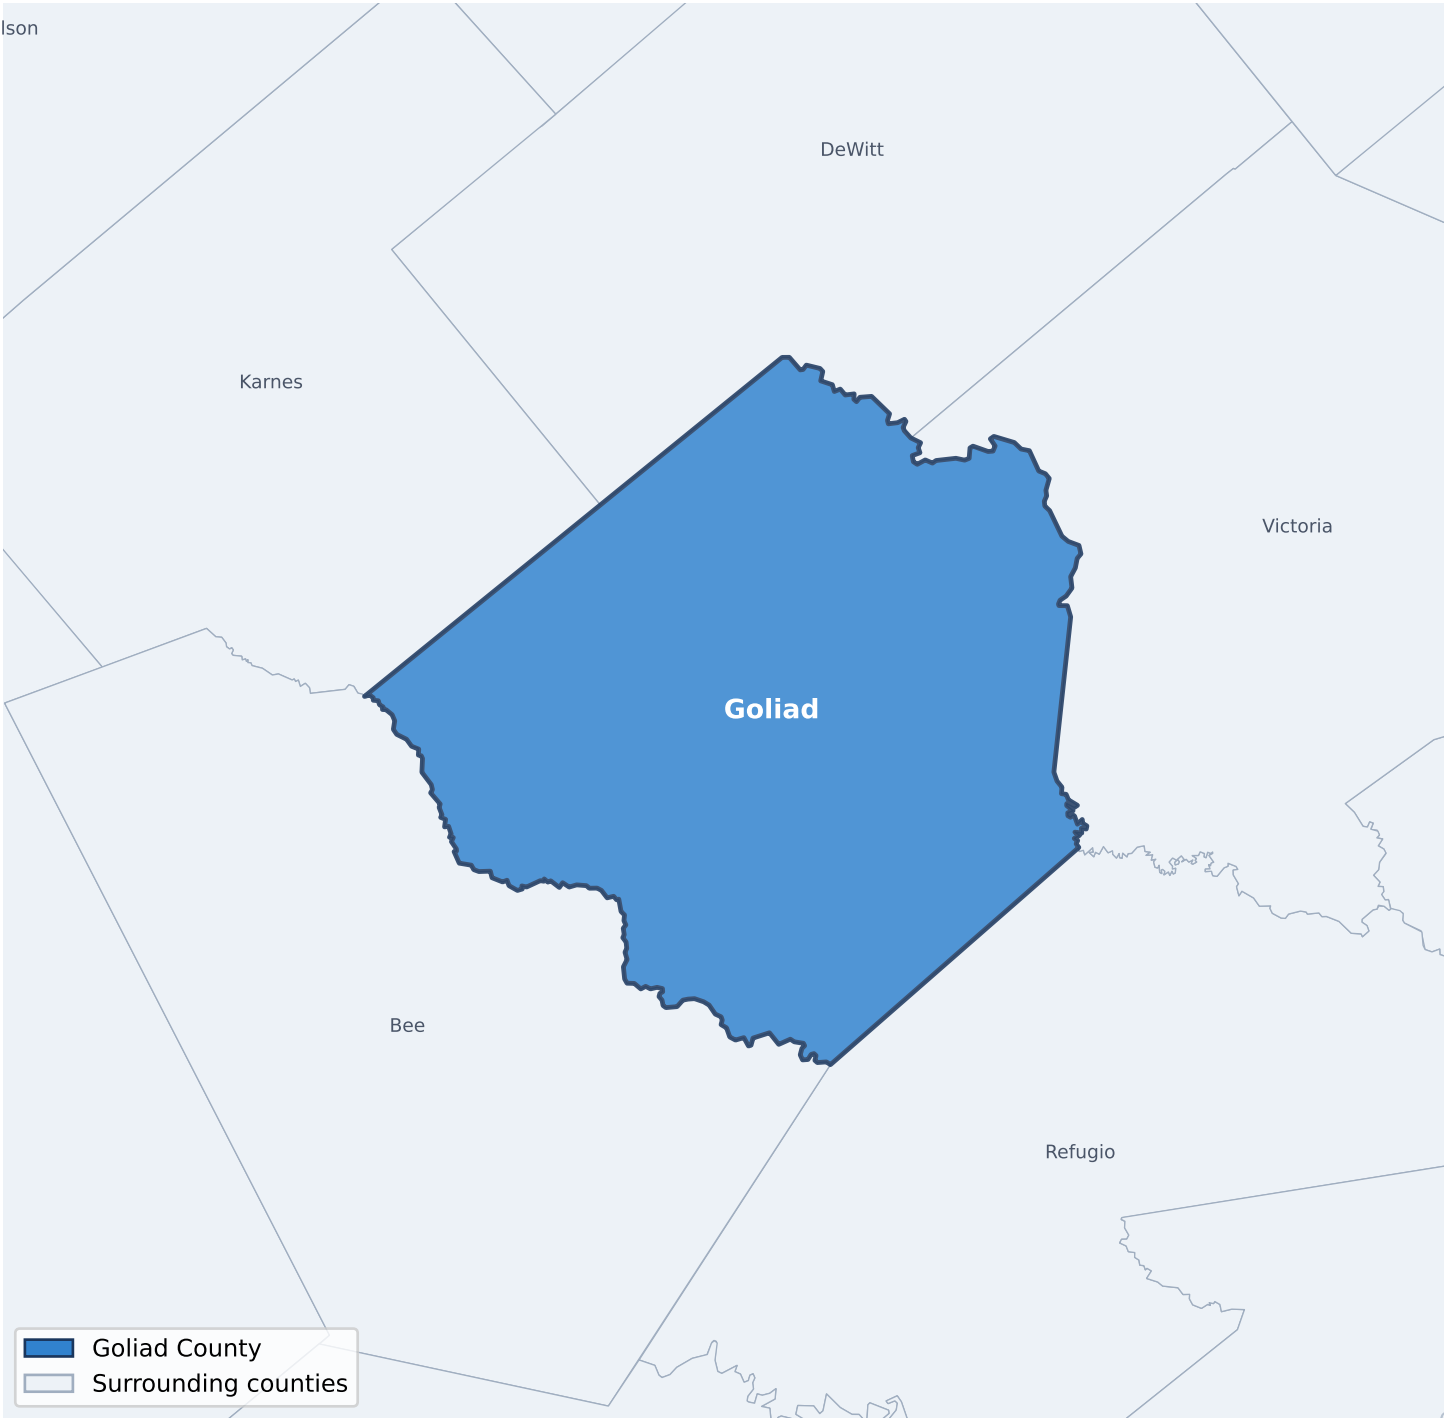 lson
DeWitt
Karnes
Victoria
Goliad
Bee
Refugio
Goliad County
Surrounding counties